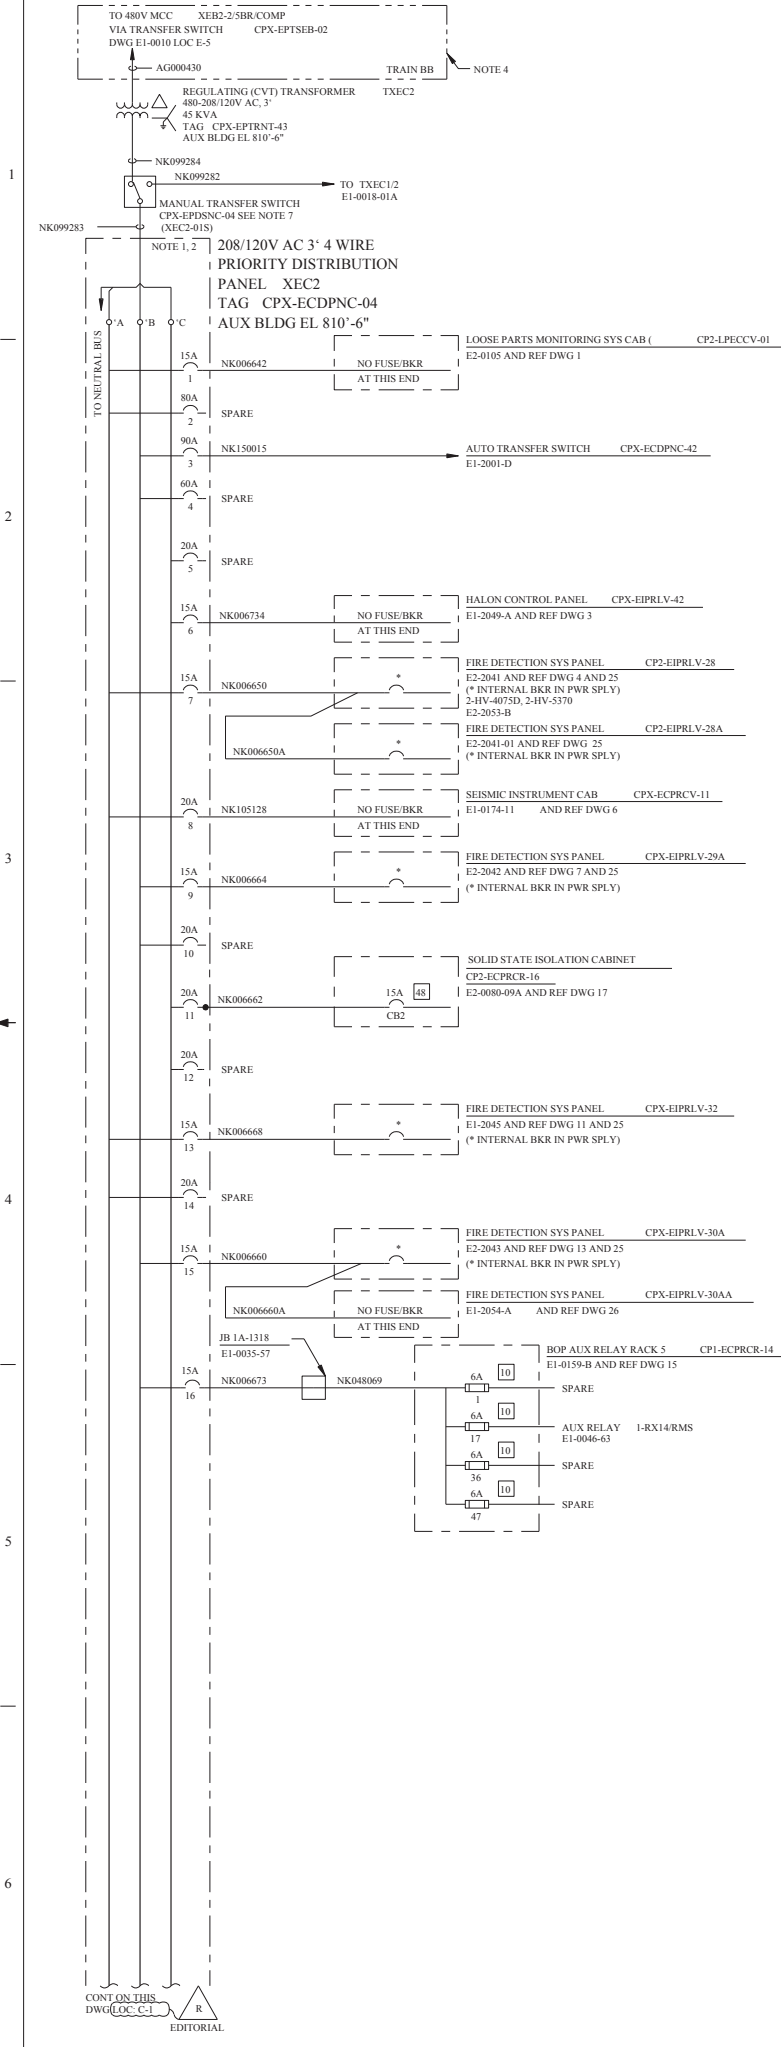 TO 480V MCC XEB2-2/5BR/COMP
VIA TRANSFER SWITCH CPX-EPTSEB-02
DWG E1-0010 LOC E-5
AG000430
TRAIN BB
NOTE 4
REGULATING (CVT) TRANSFORMER TXEC2
480-208/120V AC, 3'
45 KVA
TAG CPX-EPTRNT-43
AUX BLDG EL 810'-6"
NK099284
1
NK099282
TO TXEC1/2
E1-0018-01A
MANUAL TRANSFER SWITCH
CPX-EPDSNC-04 SEE NOTE 7
(XEC2-01S)
NK099283
NOTE 1, 2
208/120V AC 3‘ 4 WIRE
PRIORITY DISTRIBUTION
PANEL XEC2
TAG CPX-ECDPNC-04
AUX BLDG EL 810’-6"
‘A
‘B
‘C
TO NEUTRAL BUS
15A
1
NK006642
NO FUSE/BKR
AT THIS END
LOOSE PARTS MONITORING SYS CAB ( CP2-LPECCV-01
E2-0105 AND REF DWG 1
80A
2
SPARE
90A
3
NK150015
AUTO TRANSFER SWITCH CPX-ECDPNC-42
E1-2001-D
60A
4
SPARE
2
20A
5
SPARE
15A
6
NK006734
NO FUSE/BKR
AT THIS END
HALON CONTROL PANEL CPX-EIPRLV-42
E1-2049-A AND REF DWG 3
15A
7
NK006650
*
FIRE DETECTION SYS PANEL CP2-EIPRLV-28
E2-2041 AND REF DWG 4 AND 25
(* INTERNAL BKR IN PWR SPLY)
2-HV-4075D, 2-HV-5370
E2-2053-B
NK006650A
*
FIRE DETECTION SYS PANEL CP2-EIPRLV-28A
E2-2041-01 AND REF DWG 25
(* INTERNAL BKR IN PWR SPLY)
20A
8
NK105128
NO FUSE/BKR
AT THIS END
SEISMIC INSTRUMENT CAB CPX-ECPRCV-11
E1-0174-11 AND REF DWG 6
3
15A
9
NK006664
*
FIRE DETECTION SYS PANEL CPX-EIPRLV-29A
E2-2042 AND REF DWG 7 AND 25
(* INTERNAL BKR IN PWR SPLY)
20A
10
SPARE
20A
11
NK006662
15A
48
CB2
SOLID STATE ISOLATION CABINET
CP2-ECPRCR-16
E2-0080-09A AND REF DWG 17
20A
12
SPARE
15A
13
NK006668
*
FIRE DETECTION SYS PANEL CPX-EIPRLV-32
E1-2045 AND REF DWG 11 AND 25
(* INTERNAL BKR IN PWR SPLY)
4
20A
14
SPARE
15A
15
NK006660
*
FIRE DETECTION SYS PANEL CPX-EIPRLV-30A
E2-2043 AND REF DWG 13 AND 25
(* INTERNAL BKR IN PWR SPLY)
NK006660A
NO FUSE/BKR
AT THIS END
FIRE DETECTION SYS PANEL CPX-EIPRLV-30AA
E1-2054-A AND REF DWG 26
JB 1A-1318
E1-0035-57
15A
16
NK006673
NK048069
BOP AUX RELAY RACK 5 CP1-ECPRCR-14
E1-0159-B AND REF DWG 15
6A
10
1
SPARE
6A
10
17
AUX RELAY 1-RX14/RMS
E1-0046-63
6A
10
36
SPARE
6A
10
47
SPARE
5
6
CONT ON THIS
DWG LOC: C-1
R
EDITORIAL